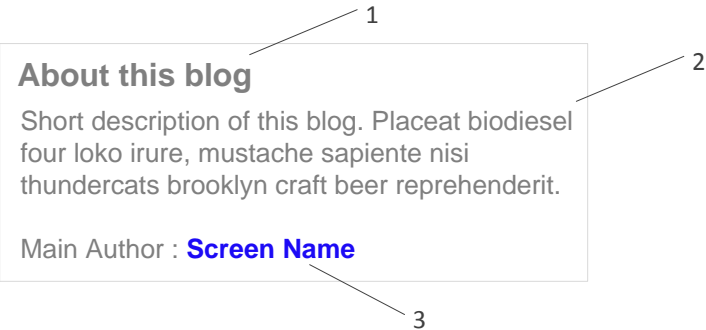 1
About this blog
2
Short description of this blog. Placeat biodiesel
four loko irure, mustache sapiente nisi
thundercats brooklyn craft beer reprehenderit.
Main Author : Screen Name
3